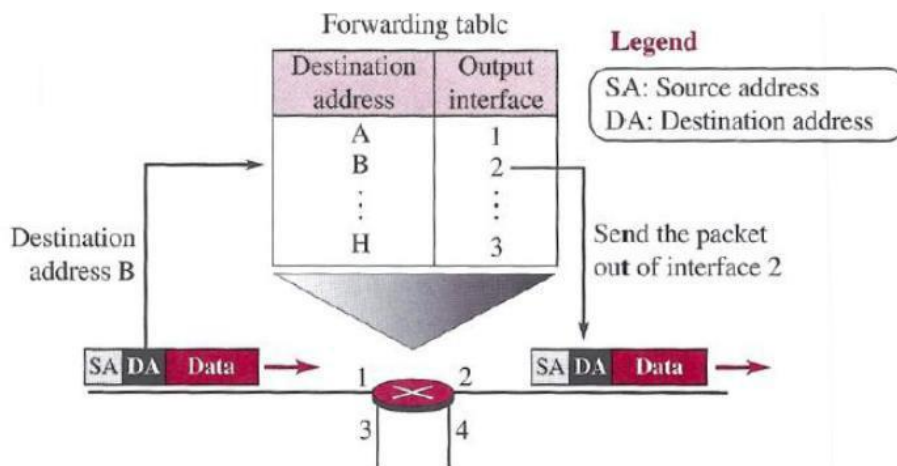 Forwarding table
Legend
Destination address
Output interface
SA: Source address
DA: Destination address
A 1
B 2
⋮ ⋮
H 3
Destination
address B
Send the packet
out of interface 2
SA DA Data
SA DA Data
1 2
3 4